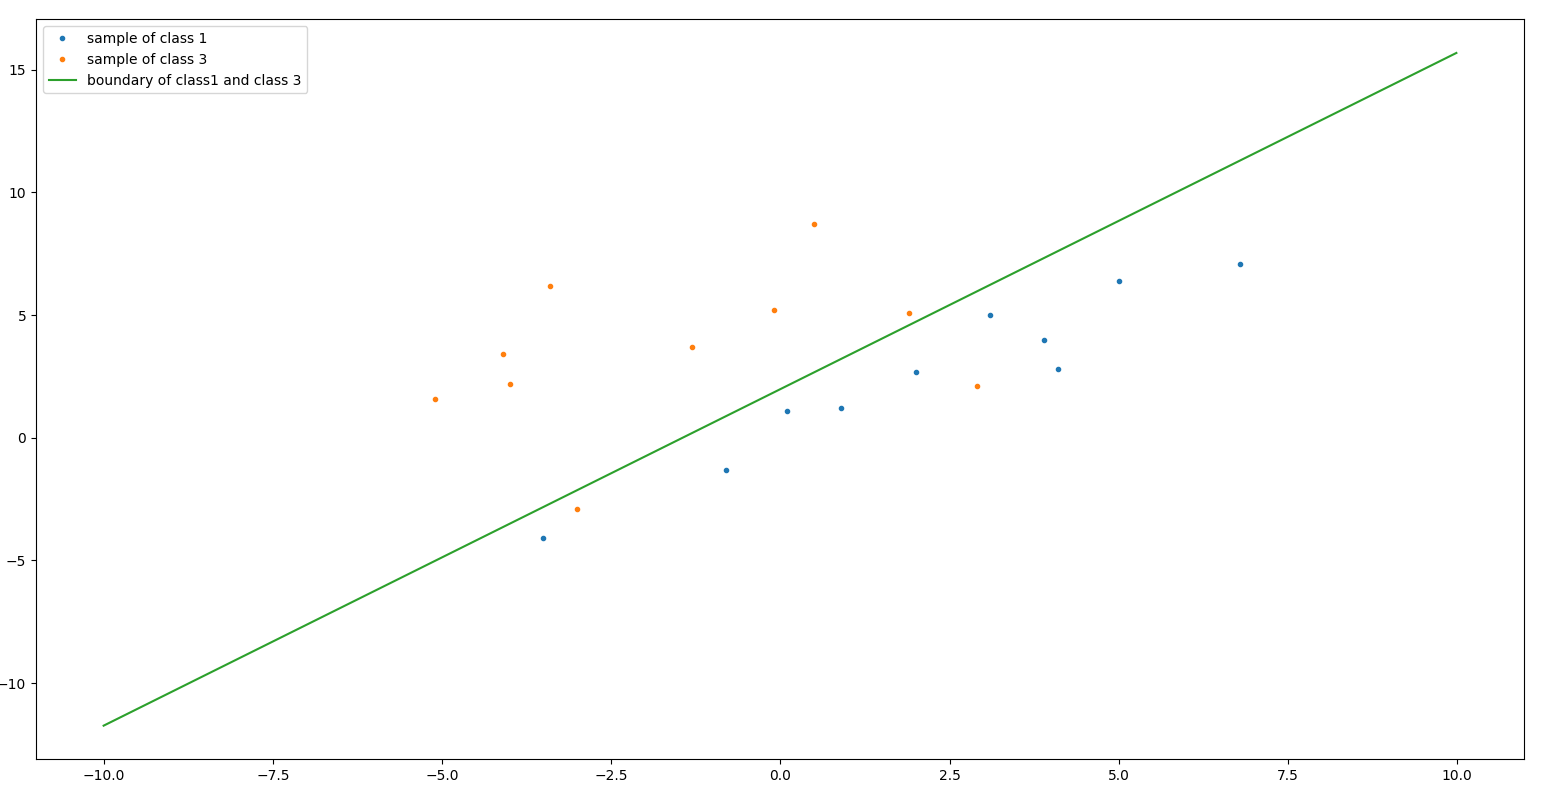 sample of class 1
sample of class 3
boundary of class1 and class 3
15
10
5
0
−5
−10
−10.0 −7.5 −5.0 −2.5 0.0 2.5 5.0 7.5 10.0